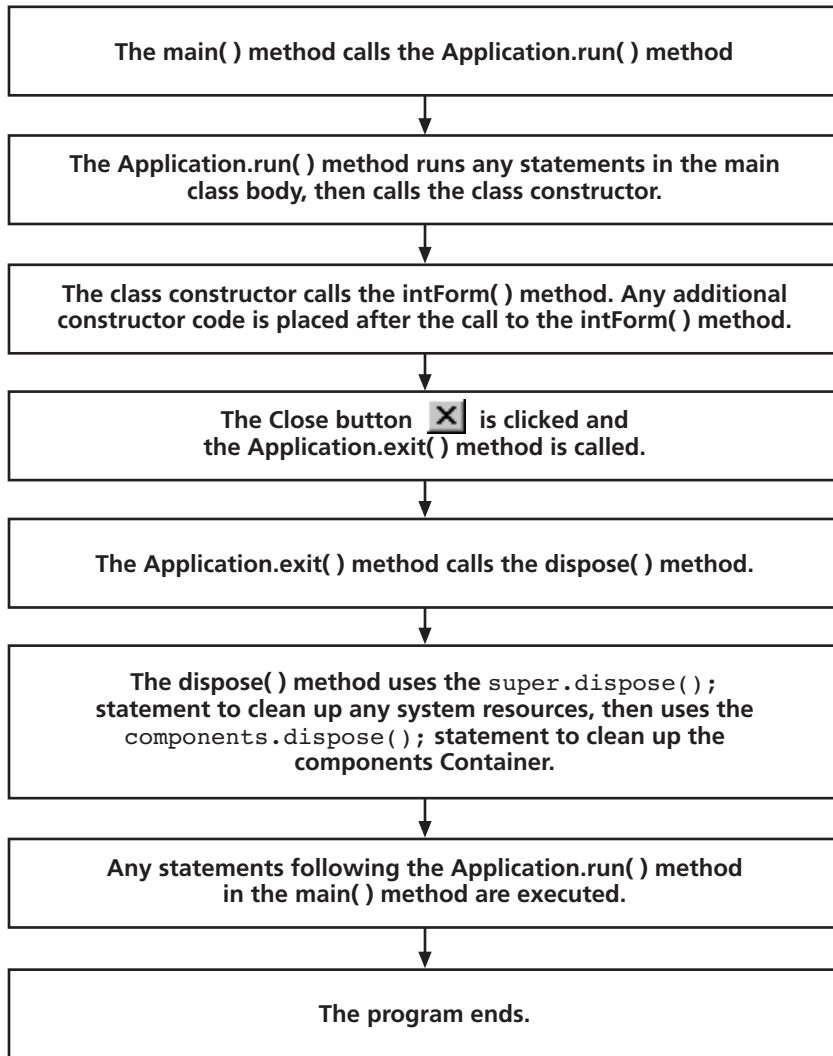 The main( ) method calls the Application.run( ) method
The Application.run( ) method runs any statements in the main
class body, then calls the class constructor.
The class constructor calls the intForm( ) method. Any additional
constructor code is placed after the call to the intForm( ) method.
The Close button X is clicked and
the Application.exit( ) method is called.
The Application.exit( ) method calls the dispose( ) method.
The dispose( ) method uses the super.dispose();
statement to clean up any system resources, then uses the
components.dispose(); statement to clean up the
components Container.
Any statements following the Application.run( ) method
in the main( ) method are executed.
The program ends.